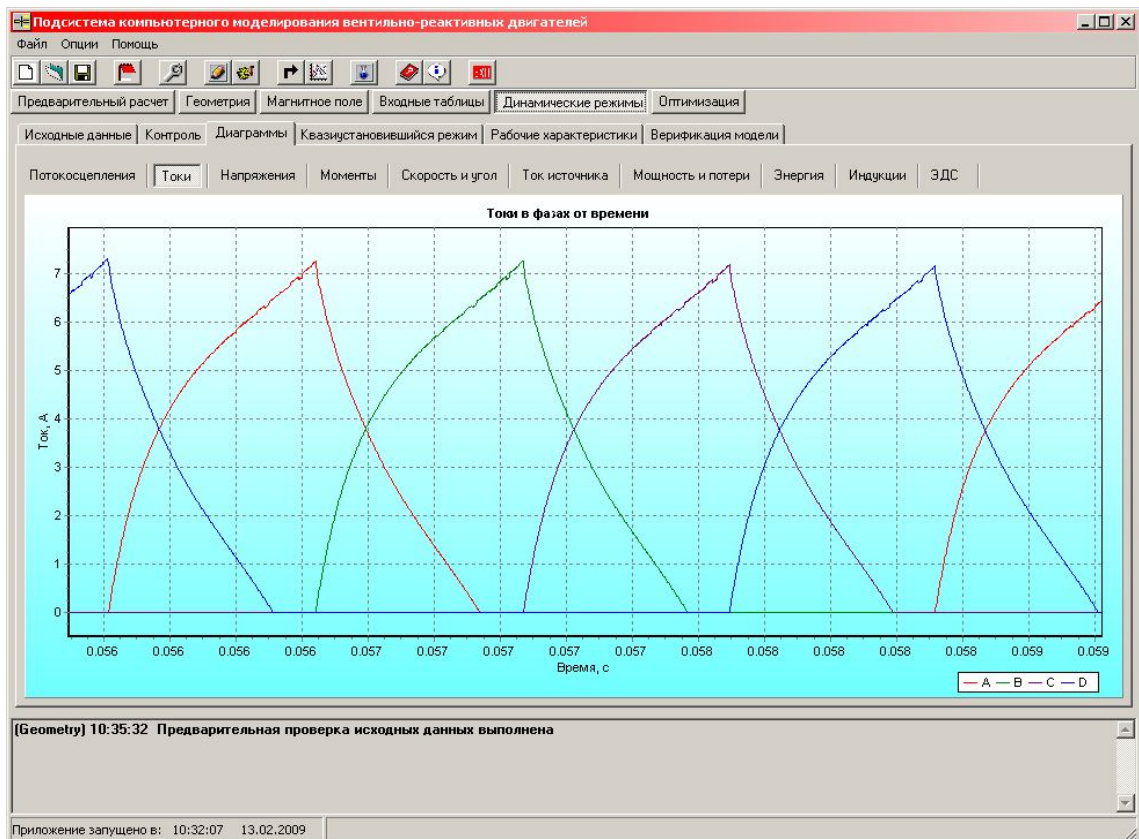 Подсистема компьютерного моделирования вентильно-реактивных двигателей
Файл Опции Помощь
EXIT
Предварительный расчет Геометрия Магнитное поле Входные таблицы Динамические режимы Оптимизация
Исходные данные Контроль Диаграммы Квазиустановившийся режим Рабочие характеристики Верификация модели
Потокосцепления Токи Напряжения Моменты Скорость и угол Ток источника Мощность и потери Энергия Индукции ЭДС
Токи в фазах от времени
7
6
5
4
3
2
1
0
Ток, А
0.056 0.056 0.056 0.056 0.057 0.057 0.057 0.057 0.057 0.058 0.058 0.058 0.058 0.058 0.059 0.059
Время, с
A B C D
(Geometry) 10:35:32 Предварительная проверка исходных данных выполнена
Приложение запущено в: 10:32:07 13.02.2009